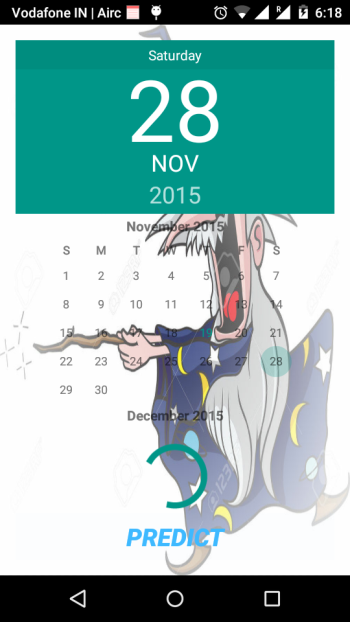 Vodafone IN | Airc
R
6:18
Saturday
28
NOV
2015
November 2015
S M T W T F S
1 2 3 4 5 6 7
8 9 10 11 12 13 14
15 16 17 18 19 20 21
22 23 24 25 26 27 28
29 30
December 2015
PREDICT